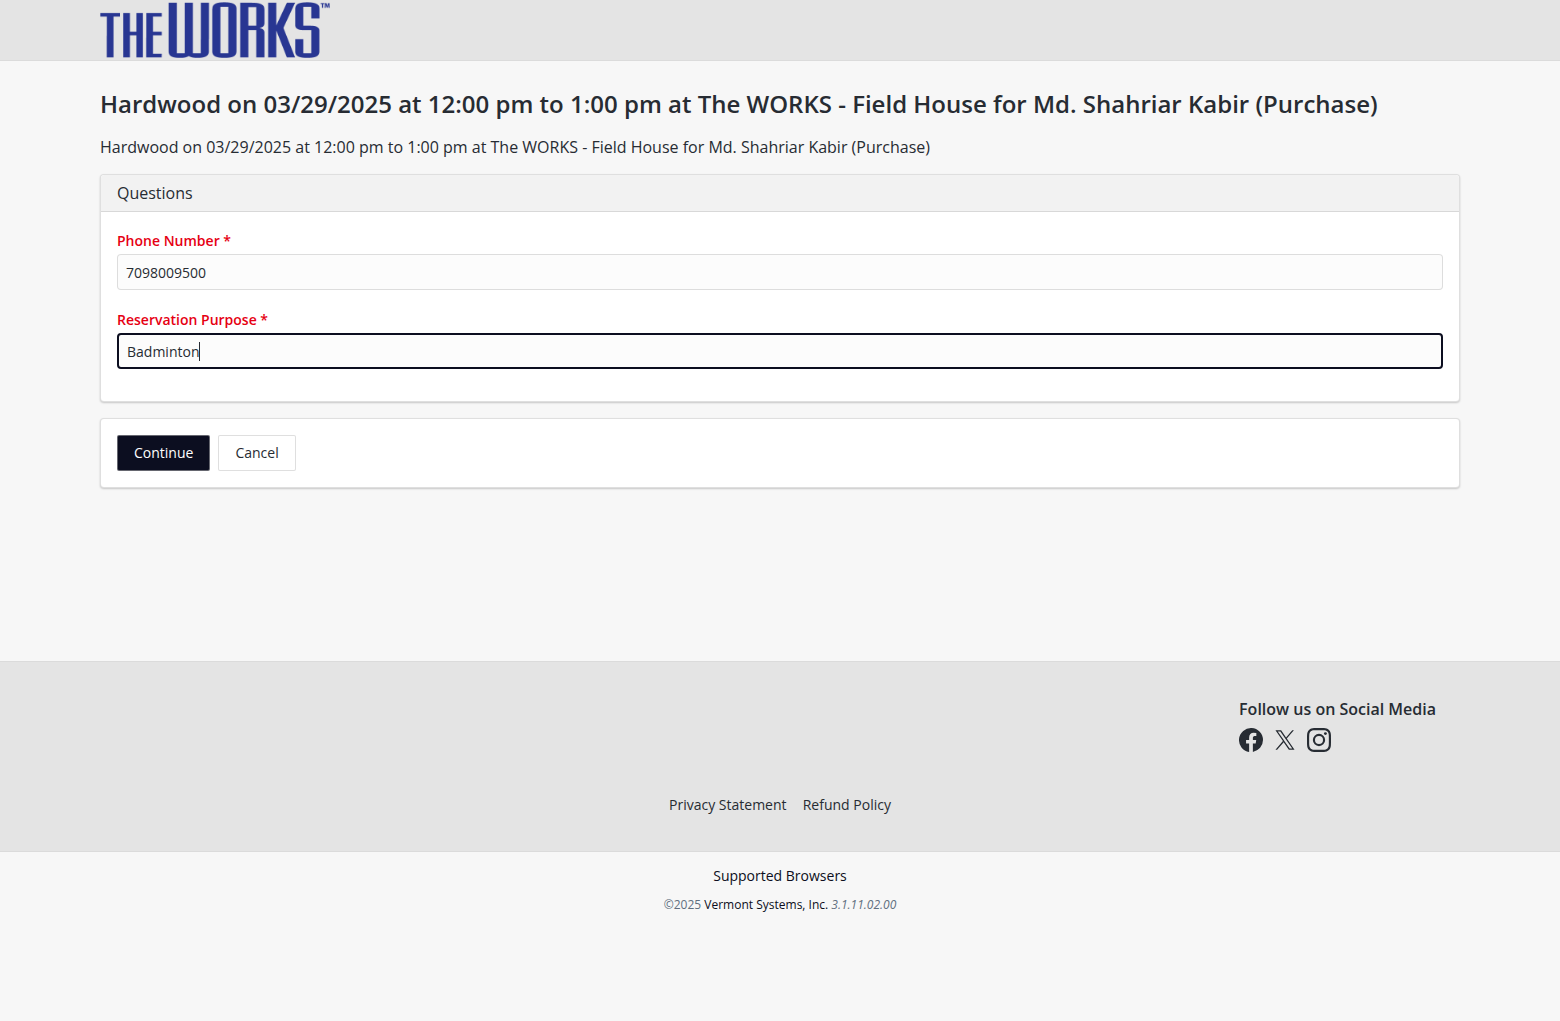 THE WORKS™
Hardwood on 03/29/2025 at 12:00 pm to 1:00 pm at The WORKS - Field House for Md. Shahriar Kabir (Purchase)
Hardwood on 03/29/2025 at 12:00 pm to 1:00 pm at The WORKS - Field House for Md. Shahriar Kabir (Purchase)
Questions
Phone Number *
7098009500
Reservation Purpose *
Badminton
Continue Cancel
Follow us on Social Media
Privacy Statement Refund Policy
Supported Browsers
©2025 Vermont Systems, Inc. 3.1.11.02.00